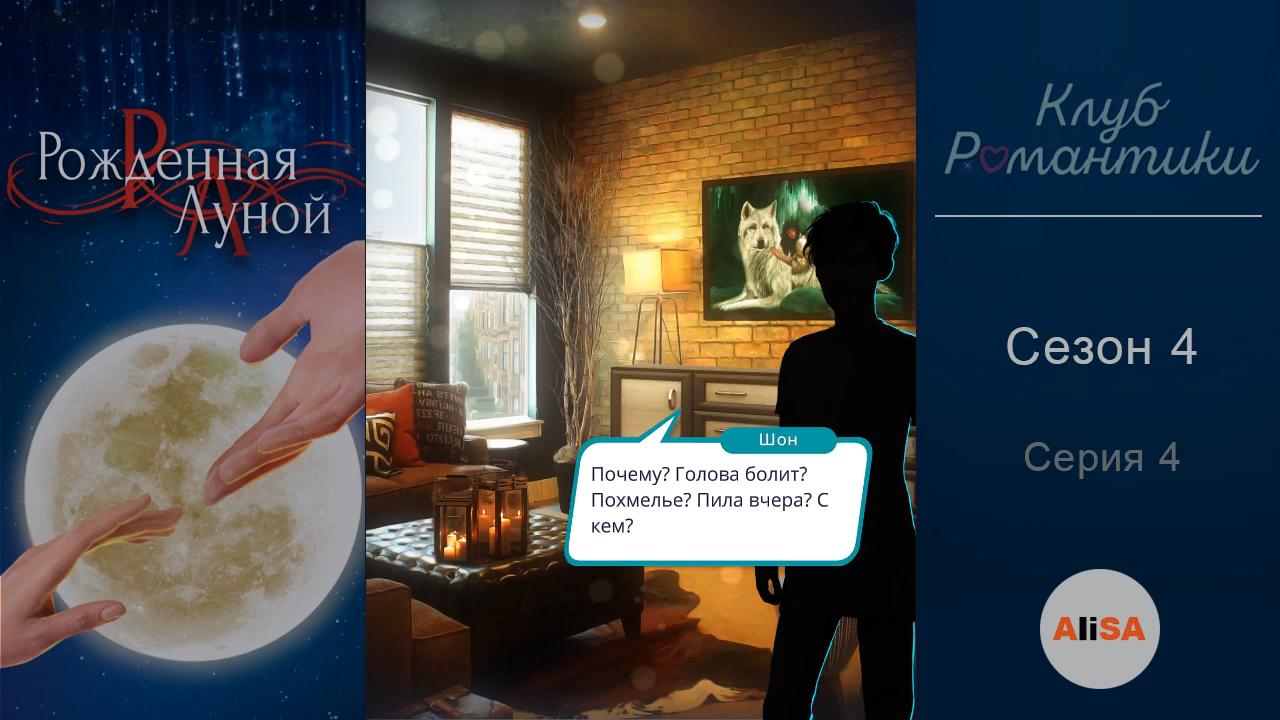 Рожденная
Луной
Шон
Почему? Голова болит?
Похмелье? Пила вчера? С
кем?
Клуб
Романтики
Сезон 4
Серия 4
AliSA